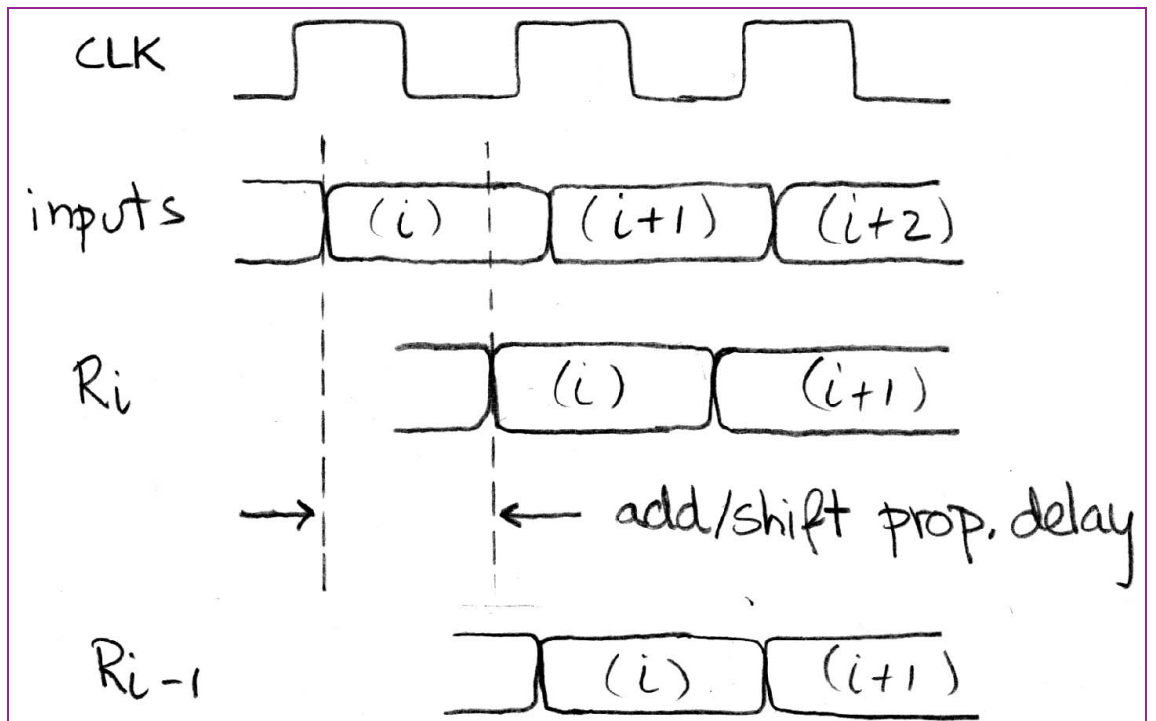 CLK
inputs (i) (i+1) (i+2)
Ri (i) (i+1)
add/shift prop. delay
Ri-1 (i) (i+1)